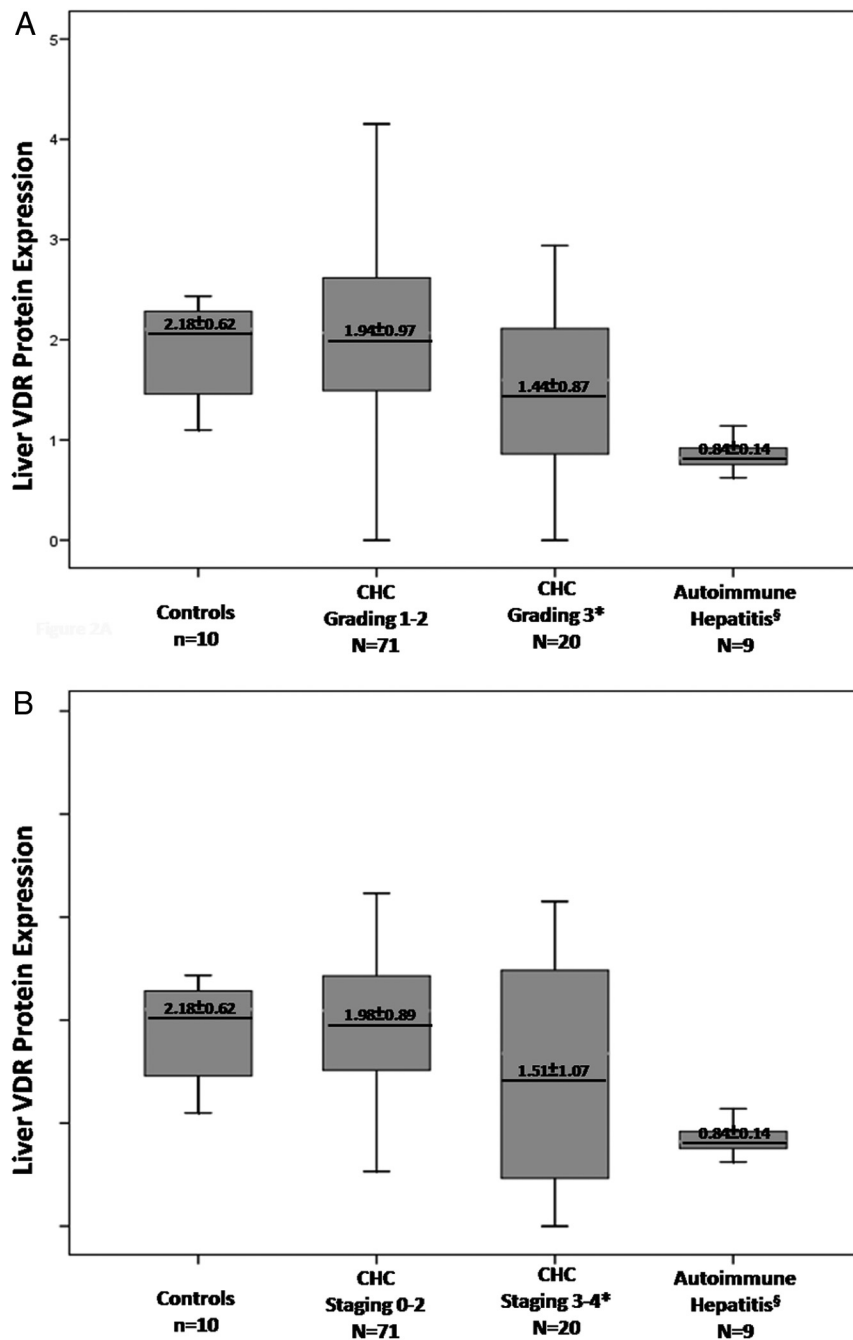 A
Liver VDR Protein Expression
5
4
3
2
1
0
2.18±0.62
1.94±0.97
1.44±0.87
0.84±0.14
Controls
n=10
CHC
Grading 1-2
N=71
CHC
Grading 3*
N=20
Autoimmune
Hepatitis§
N=9
Figure 2A
B
Liver VDR Protein Expression
2.18±0.62
1.98±0.89
1.51±1.07
0.84±0.14
Controls
n=10
CHC
Staging 0-2
N=71
CHC
Staging 3-4*
N=20
Autoimmune
Hepatitis§
N=9